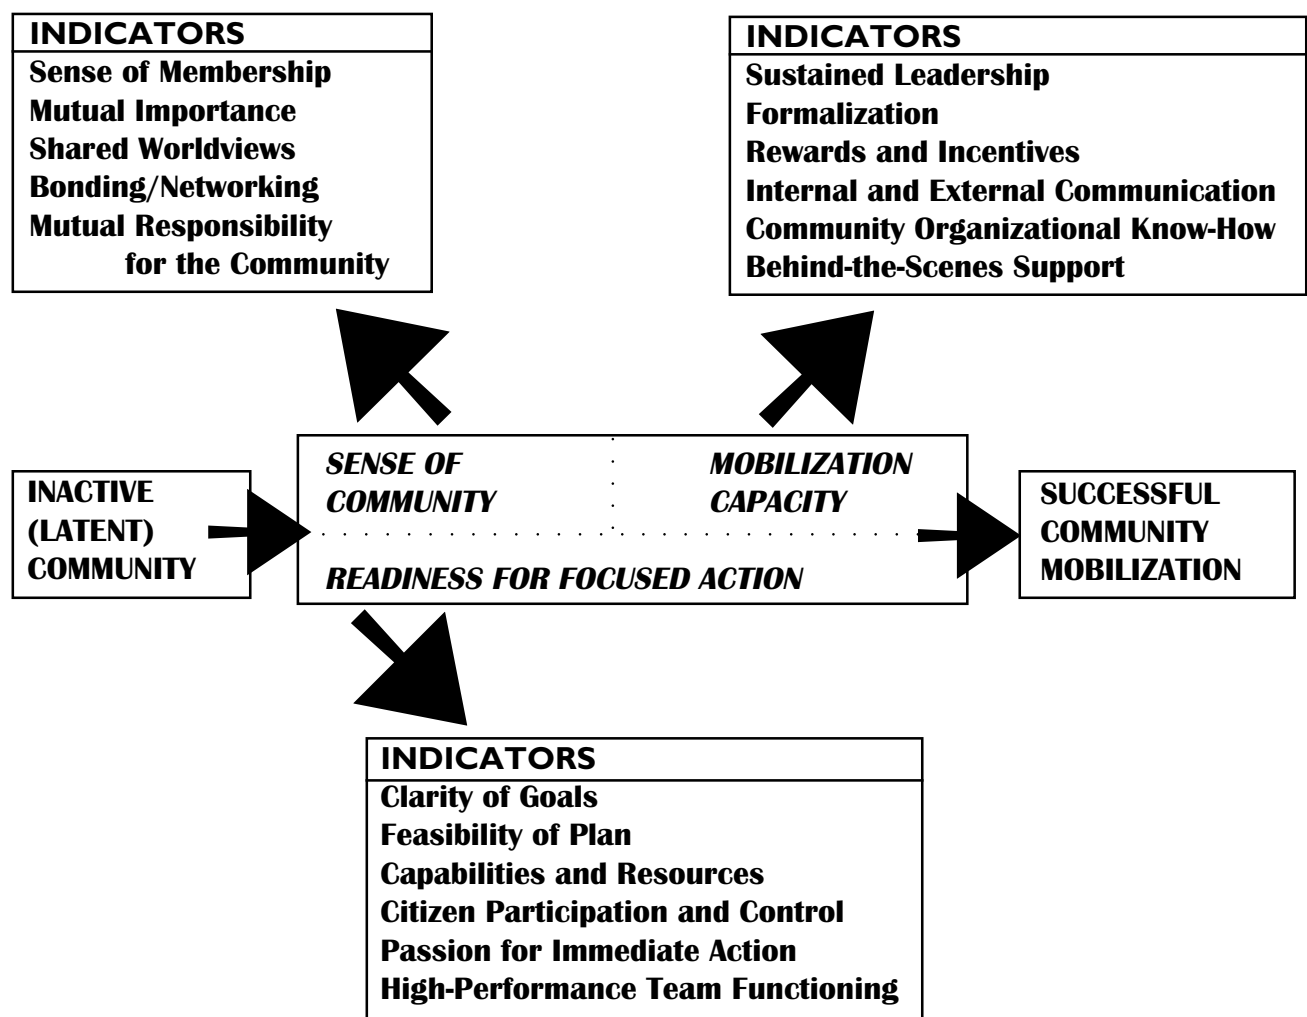 INDICATORS
Sense of Membership
Mutual Importance
Shared Worldviews
Bonding/Networking
Mutual Responsibility
for the Community
INDICATORS
Sustained Leadership
Formalization
Rewards and Incentives
Internal and External Communication
Community Organizational Know-How
Behind-the-Scenes Support
INACTIVE
(LATENT)
COMMUNITY
SENSE OF
COMMUNITY
MOBILIZATION
CAPACITY
READINESS FOR FOCUSED ACTION
SUCCESSFUL
COMMUNITY
MOBILIZATION
INDICATORS
Clarity of Goals
Feasibility of Plan
Capabilities and Resources
Citizen Participation and Control
Passion for Immediate Action
High-Performance Team Functioning